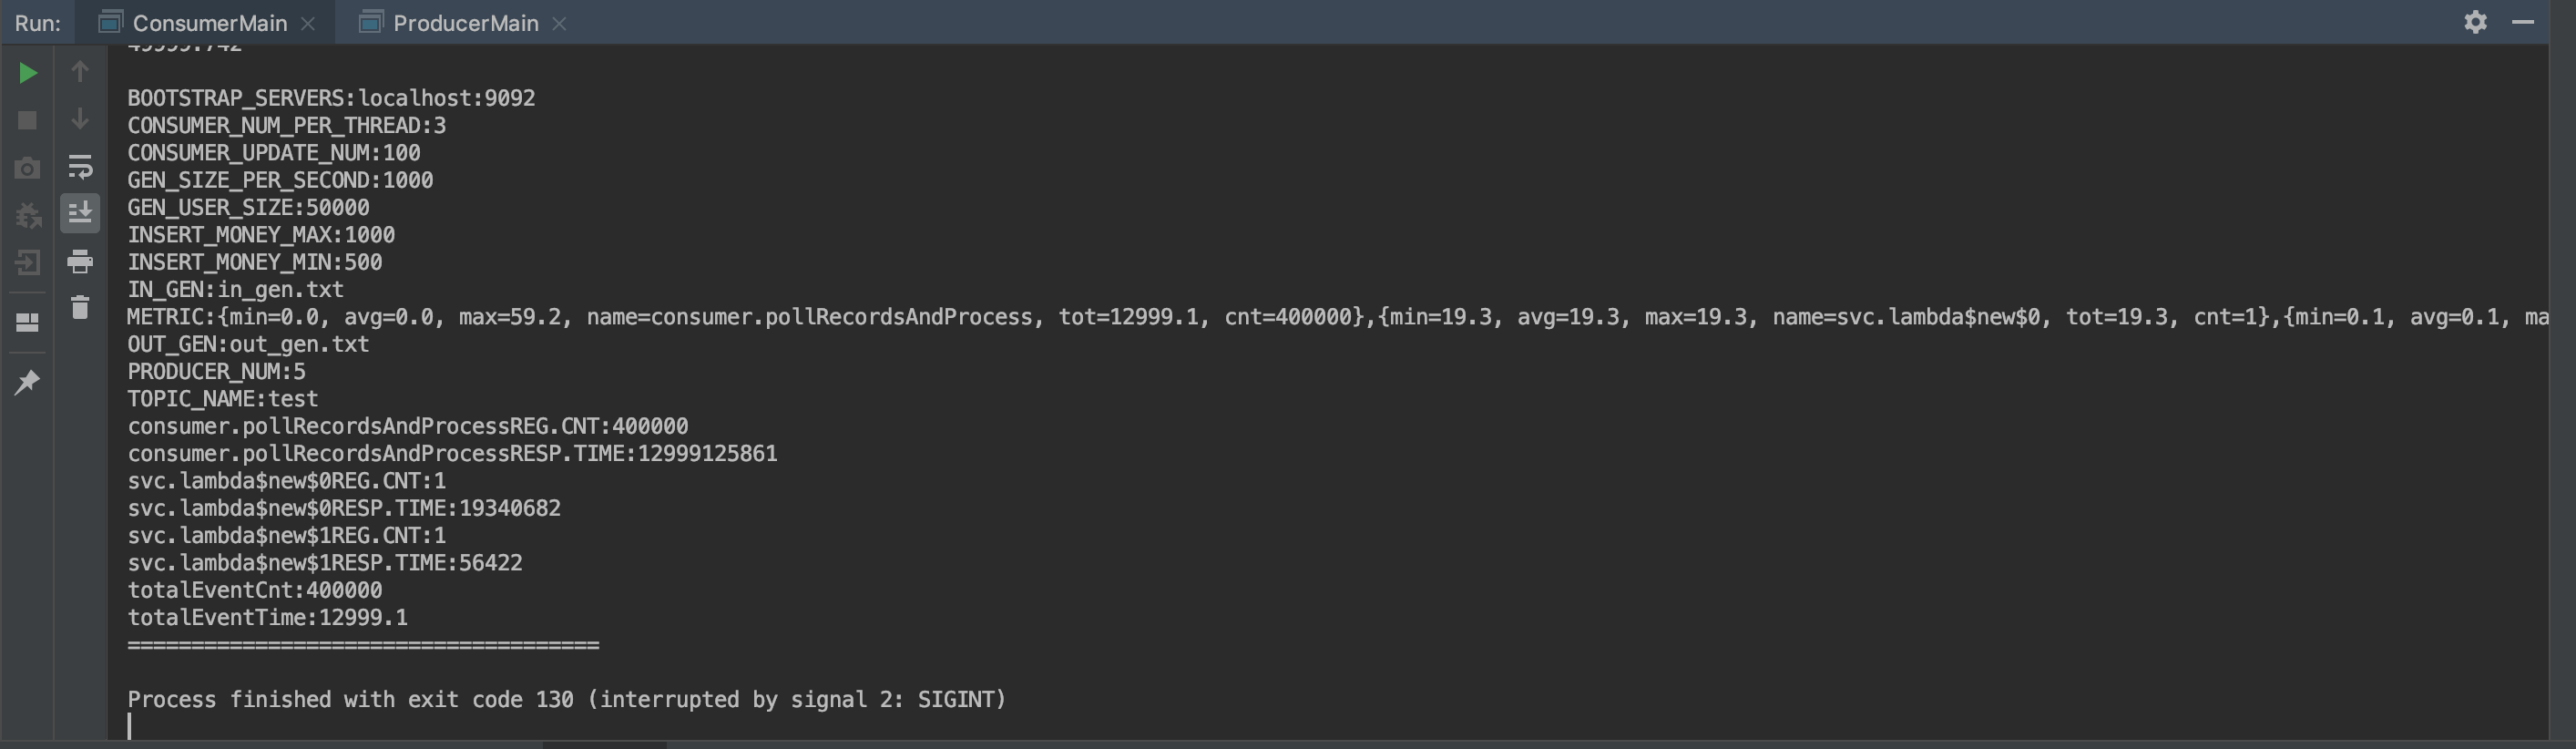 Run: ConsumerMain ProducerMain
49999.742
BOOTSTRAP_SERVERS:localhost:9092
CONSUMER_NUM_PER_THREAD:3
CONSUMER_UPDATE_NUM:100
GEN_SIZE_PER_SECOND:1000
GEN_USER_SIZE:50000
INSERT_MONEY_MAX:1000
INSERT_MONEY_MIN:500
IN_GEN:in_gen.txt
METRIC:{min=0.0, avg=0.0, max=59.2, name=consumer.pollRecordsAndProcess, tot=12999.1, cnt=400000},{min=19.3, avg=19.3, max=19.3, name=svc.lambda$new$0, tot=19.3, cnt=1},{min=0.1, avg=0.1, ma
OUT_GEN:out_gen.txt
PRODUCER_NUM:5
TOPIC_NAME:test
consumer.pollRecordsAndProcessREG.CNT:400000
consumer.pollRecordsAndProcessRESP.TIME:12999125861
svc.lambda$new$0REG.CNT:1
svc.lambda$new$0RESP.TIME:19340682
svc.lambda$new$1REG.CNT:1
svc.lambda$new$1RESP.TIME:56422
totalEventCnt:400000
totalEventTime:12999.1
=====================================
Process finished with exit code 130 (interrupted by signal 2: SIGINT)